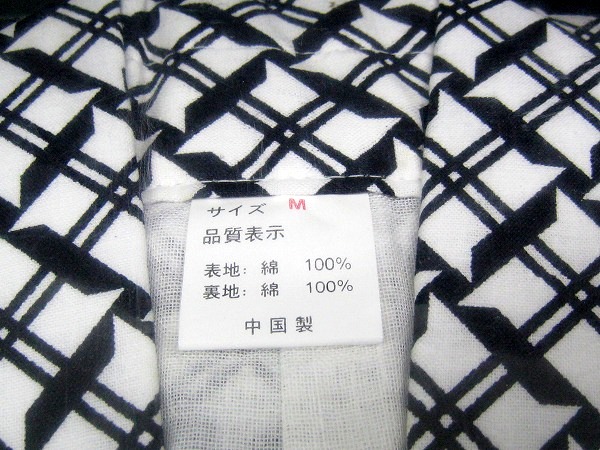 サイズ M
品質表示
表地: 綿 100%
裏地: 綿 100%
中国製